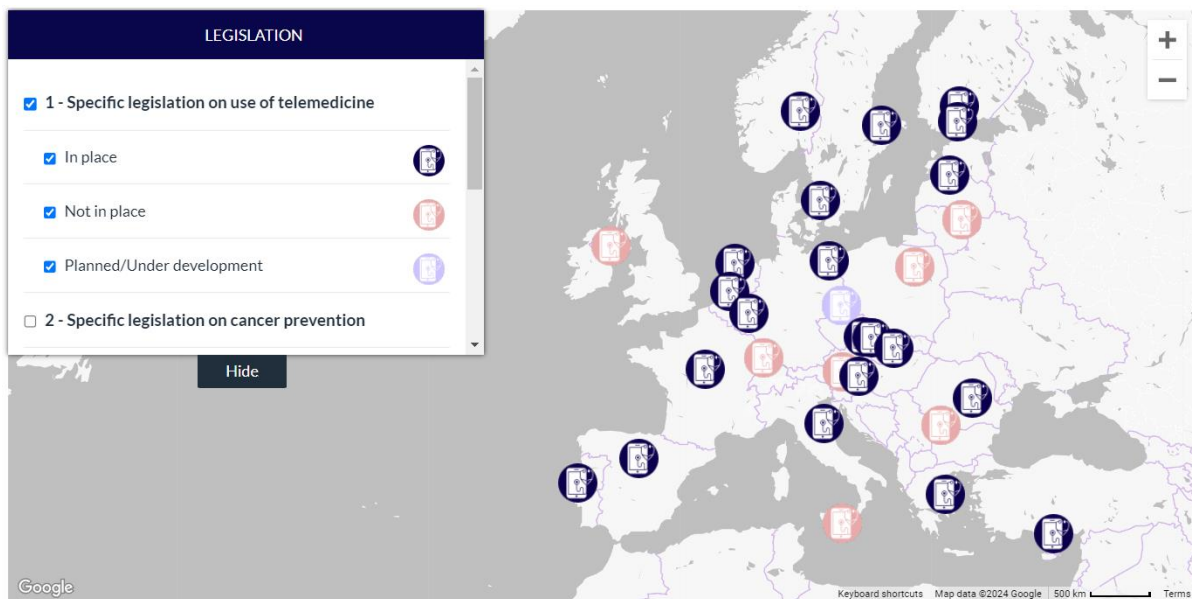 LEGISLATION
1 - Specific legislation on use of telemedicine
In place
Not in place
Planned/Under development
2 - Specific legislation on cancer prevention
Hide
+
−
Google
Keyboard shortcuts Map data ©2024 Google 500 km Terms